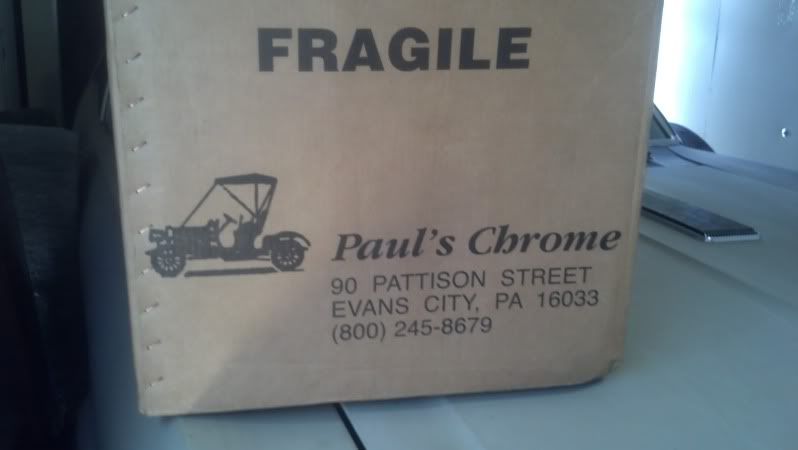 FRAGILE
Paul's Chrome
90 PATTISON STREET
EVANS CITY, PA 16033
(800) 245-8679